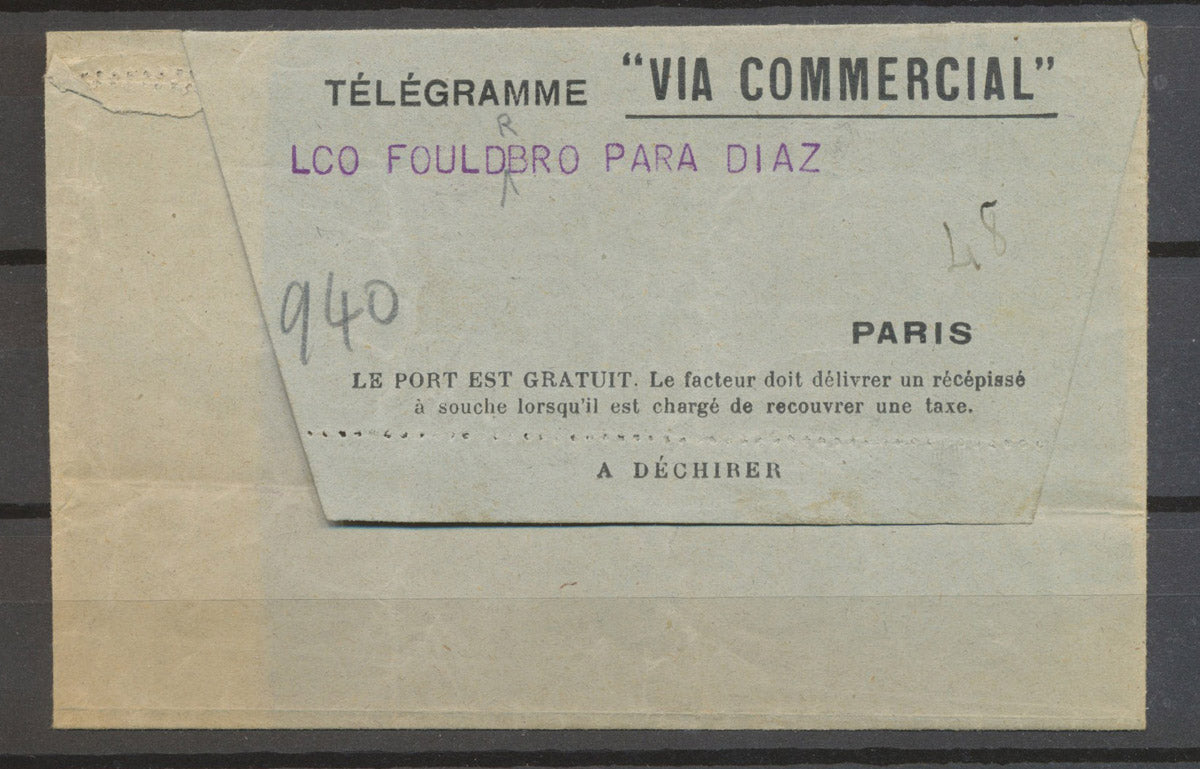 TÉLÉGRAMME "VIA COMMERCIAL"
R
LCO FOULDBRO PARA DIAZ
48
940
PARIS
LE PORT EST GRATUIT. Le facteur doit délivrer un récépissé
à souche lorsqu'il est chargé de recouvrer une taxe.
A DÉCHIRER